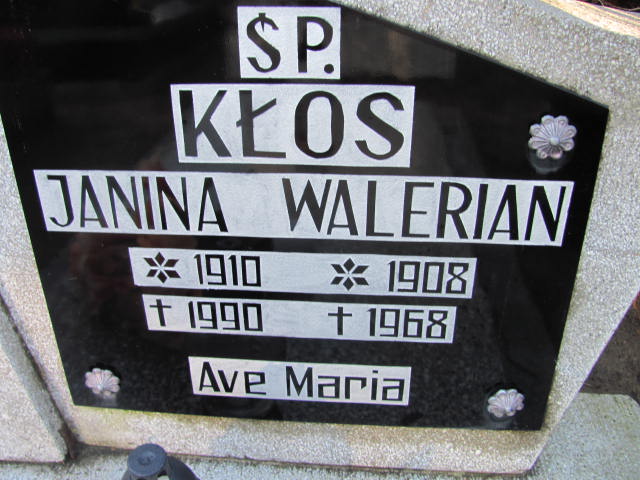 ŚP.
KŁOS
JANINA WALERIAN
* 1910 * 1908
† 1990 † 1968
Ave Maria